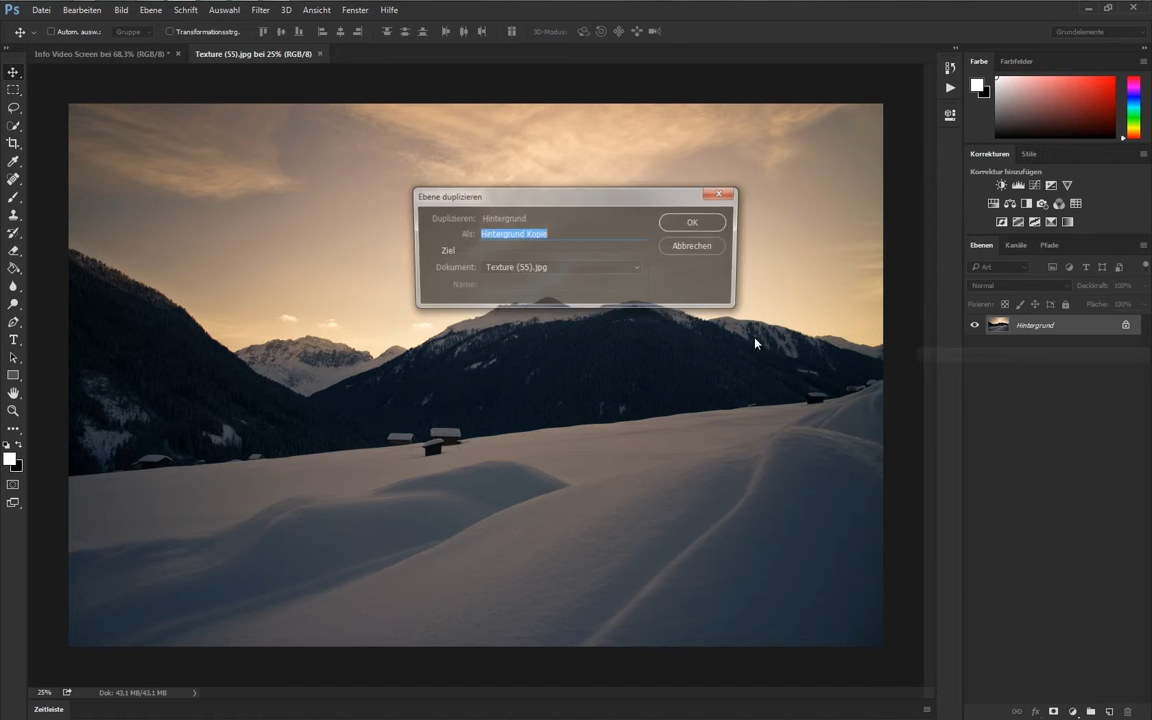 Ps Datei Bearbeiten Bild Ebene Schrift Auswahl Filter 3D Ansicht Fenster Hilfe
Autom. ausw.: Gruppe Transformationsstrg. 3D-Modus: Grundelemente
Info Video Screen bei 68,3% (RGB/8) * × Texture (55).jpg bei 25% (RGB/8) ×
Farbe Farbfelder
Korrekturen Stile
Korrektur hinzufügen
Ebene duplizieren
Duplizieren: Hintergrund
Als: Hintergrund Kopie
Ziel
Dokument: Texture (55).jpg
Name:
OK
Abbrechen
Ebenen Kanäle Pfade
Art
Normal Deckkraft: 100%
Fixieren: Fläche: 100%
Hintergrund
25% Dok: 43,1 MB/43,1 MB
Zeitleiste